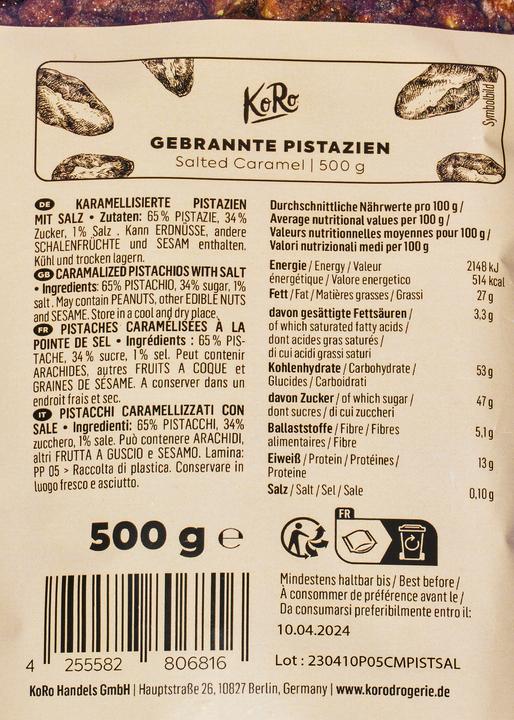 Symbolbild
KoRo
GEBRANNTE PISTAZIEN
Salted Caramel | 500 g
DE KARAMELLISIERTE PISTAZIEN
MIT SALZ • Zutaten: 65% PISTAZIE, 34%
Zucker, 1% Salz . Kann ERDNÜSSE, andere
SCHALENFRÜCHTE und SESAM enthalten.
Kühl und trocken lagern.
GB CARAMALIZED PISTACHIOS WITH SALT
• Ingredients: 65% PISTACHIO, 34% sugar, 1%
salt. May contain PEANUTS, other EDIBLE NUTS
and SESAME. Store in a cool and dry place.
FR PISTACHES CARAMÉLISÉES À LA
POINTE DE SEL • Ingrédients : 65% PIS-
TACHE, 34% sucre, 1% sel. Peut contenir
ARACHIDES, autres FRUITS A COQUE et
GRAINES DE SÉSAME. A conserver dans un
endroit frais et sec.
IT PISTACCHI CARAMELLIZZATI CON
SALE • Ingredienti: 65% PISTACCHI, 34%
zucchero, 1% sale. Può contenere ARACHIDI,
altri FRUTTA A GUSCIO e SESAMO. Lamina:
PP 05 > Raccolta di plastica. Conservare in
luogo fresco e asciutto.
Durchschnittliche Nährwerte pro 100 g /
Average nutritional values per 100 g /
Valeurs nutritionnelles moyennes pour 100 g /
Valori nutrizionali medi per 100 g
Energie / Energy / Valeur 2148 kJ
énergétique / Valore energetico 514 kcal
Fett / Fat / Matières grasses / Grassi 27 g
davon gesättigte Fettsäuren / 3,3 g
of which saturated fatty acids /
dont acides gras saturés /
di cui acidi grassi saturi
Kohlenhydrate / Carbohydrate / 53 g
Glucides / Carboidrati
davon Zucker / of which sugar / 47 g
dont sucres / di cui zuccheri
Ballaststoffe / Fibre / Fibres 5,1 g
alimentaires / Fibre
Eiweiß / Protein / Protéines / 13 g
Proteine
Salz / Salt / Sel / Sale 0,10 g
500 g e
FR
Mindestens haltbar bis / Best before /
À consommer de préférence avant le /
Da consumarsi preferibilmente entro il:
10.04.2024
Lot : 230410P05CMPISTSAL
4 255582 806816
KoRo Handels GmbH | Hauptstraße 26, 10827 Berlin, Germany | www.korodrogerie.de